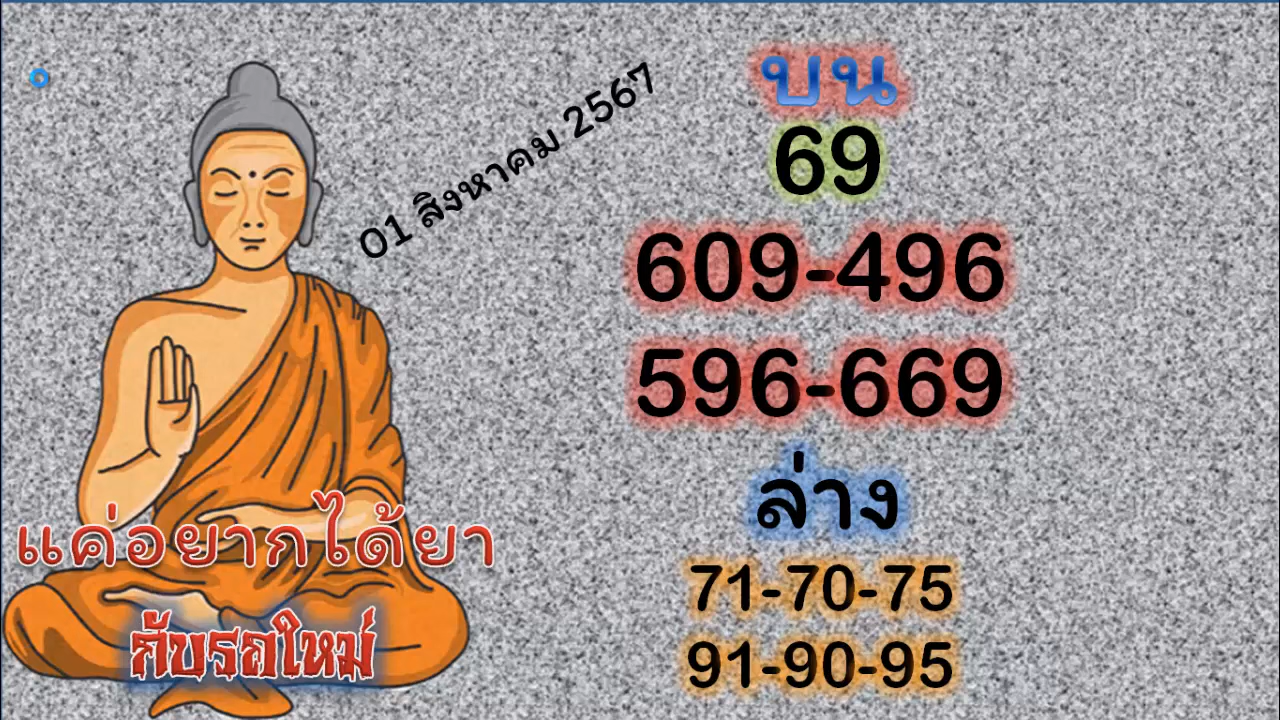 01 สิงหาคม 2567
บน
69
609-496
596-669
ล่าง
71-70-75
91-90-95
แค่อยากได้ยา
กับรอใหม่